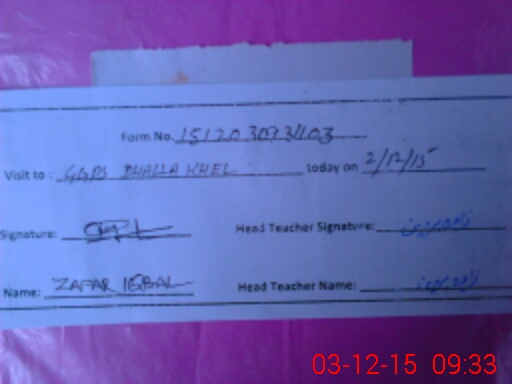 Form No. 151203073403
Visit to : GGPS DHALLA KHEL today on 2/12/15
Signature: Head Teacher Signature:
Name: ZAFAR IQBAL Head Teacher Name:
03-12-15 09:33